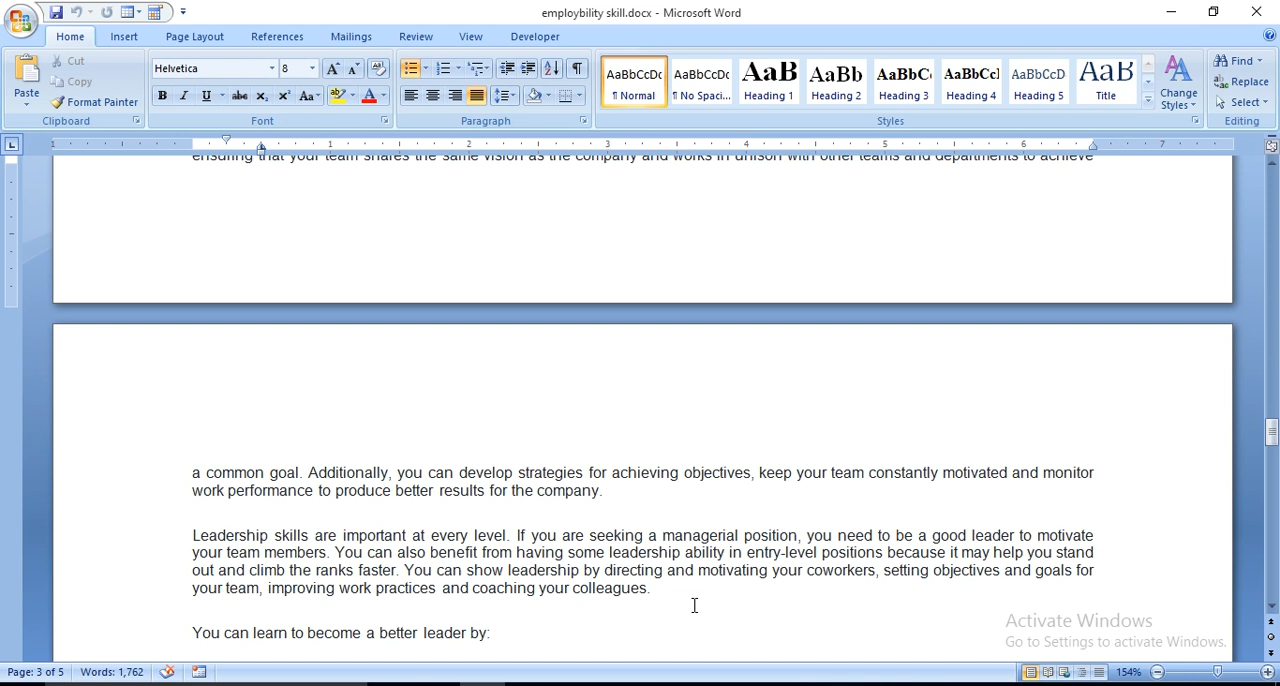 employbility skill.docx - Microsoft Word
Home Insert Page Layout References Mailings Review View Developer
Paste
Cut
Copy
Format Painter
Clipboard
Helvetica 8
Font
Paragraph
AaBbCcDc AaBbCcDc AaB AaBb AaBbC AaBbCcI AaBbCcD AaB
¶ Normal ¶ No Spaci... Heading 1 Heading 2 Heading 3 Heading 4 Heading 5 Title
Change Styles
Styles
Find
Replace
Select
Editing
1 1 2 3 4 5 6 7
ensuring that your team shares the same vision as the company and works in unison with other teams and departments to achieve
a common goal. Additionally, you can develop strategies for achieving objectives, keep your team constantly motivated and monitor
work performance to produce better results for the company.
Leadership skills are important at every level. If you are seeking a managerial position, you need to be a good leader to motivate
your team members. You can also benefit from having some leadership ability in entry-level positions because it may help you stand
out and climb the ranks faster. You can show leadership by directing and motivating your coworkers, setting objectives and goals for
your team, improving work practices and coaching your colleagues.
You can learn to become a better leader by:
Activate Windows
Go to Settings to activate Windows.
Page: 3 of 5 Words: 1,762 154%